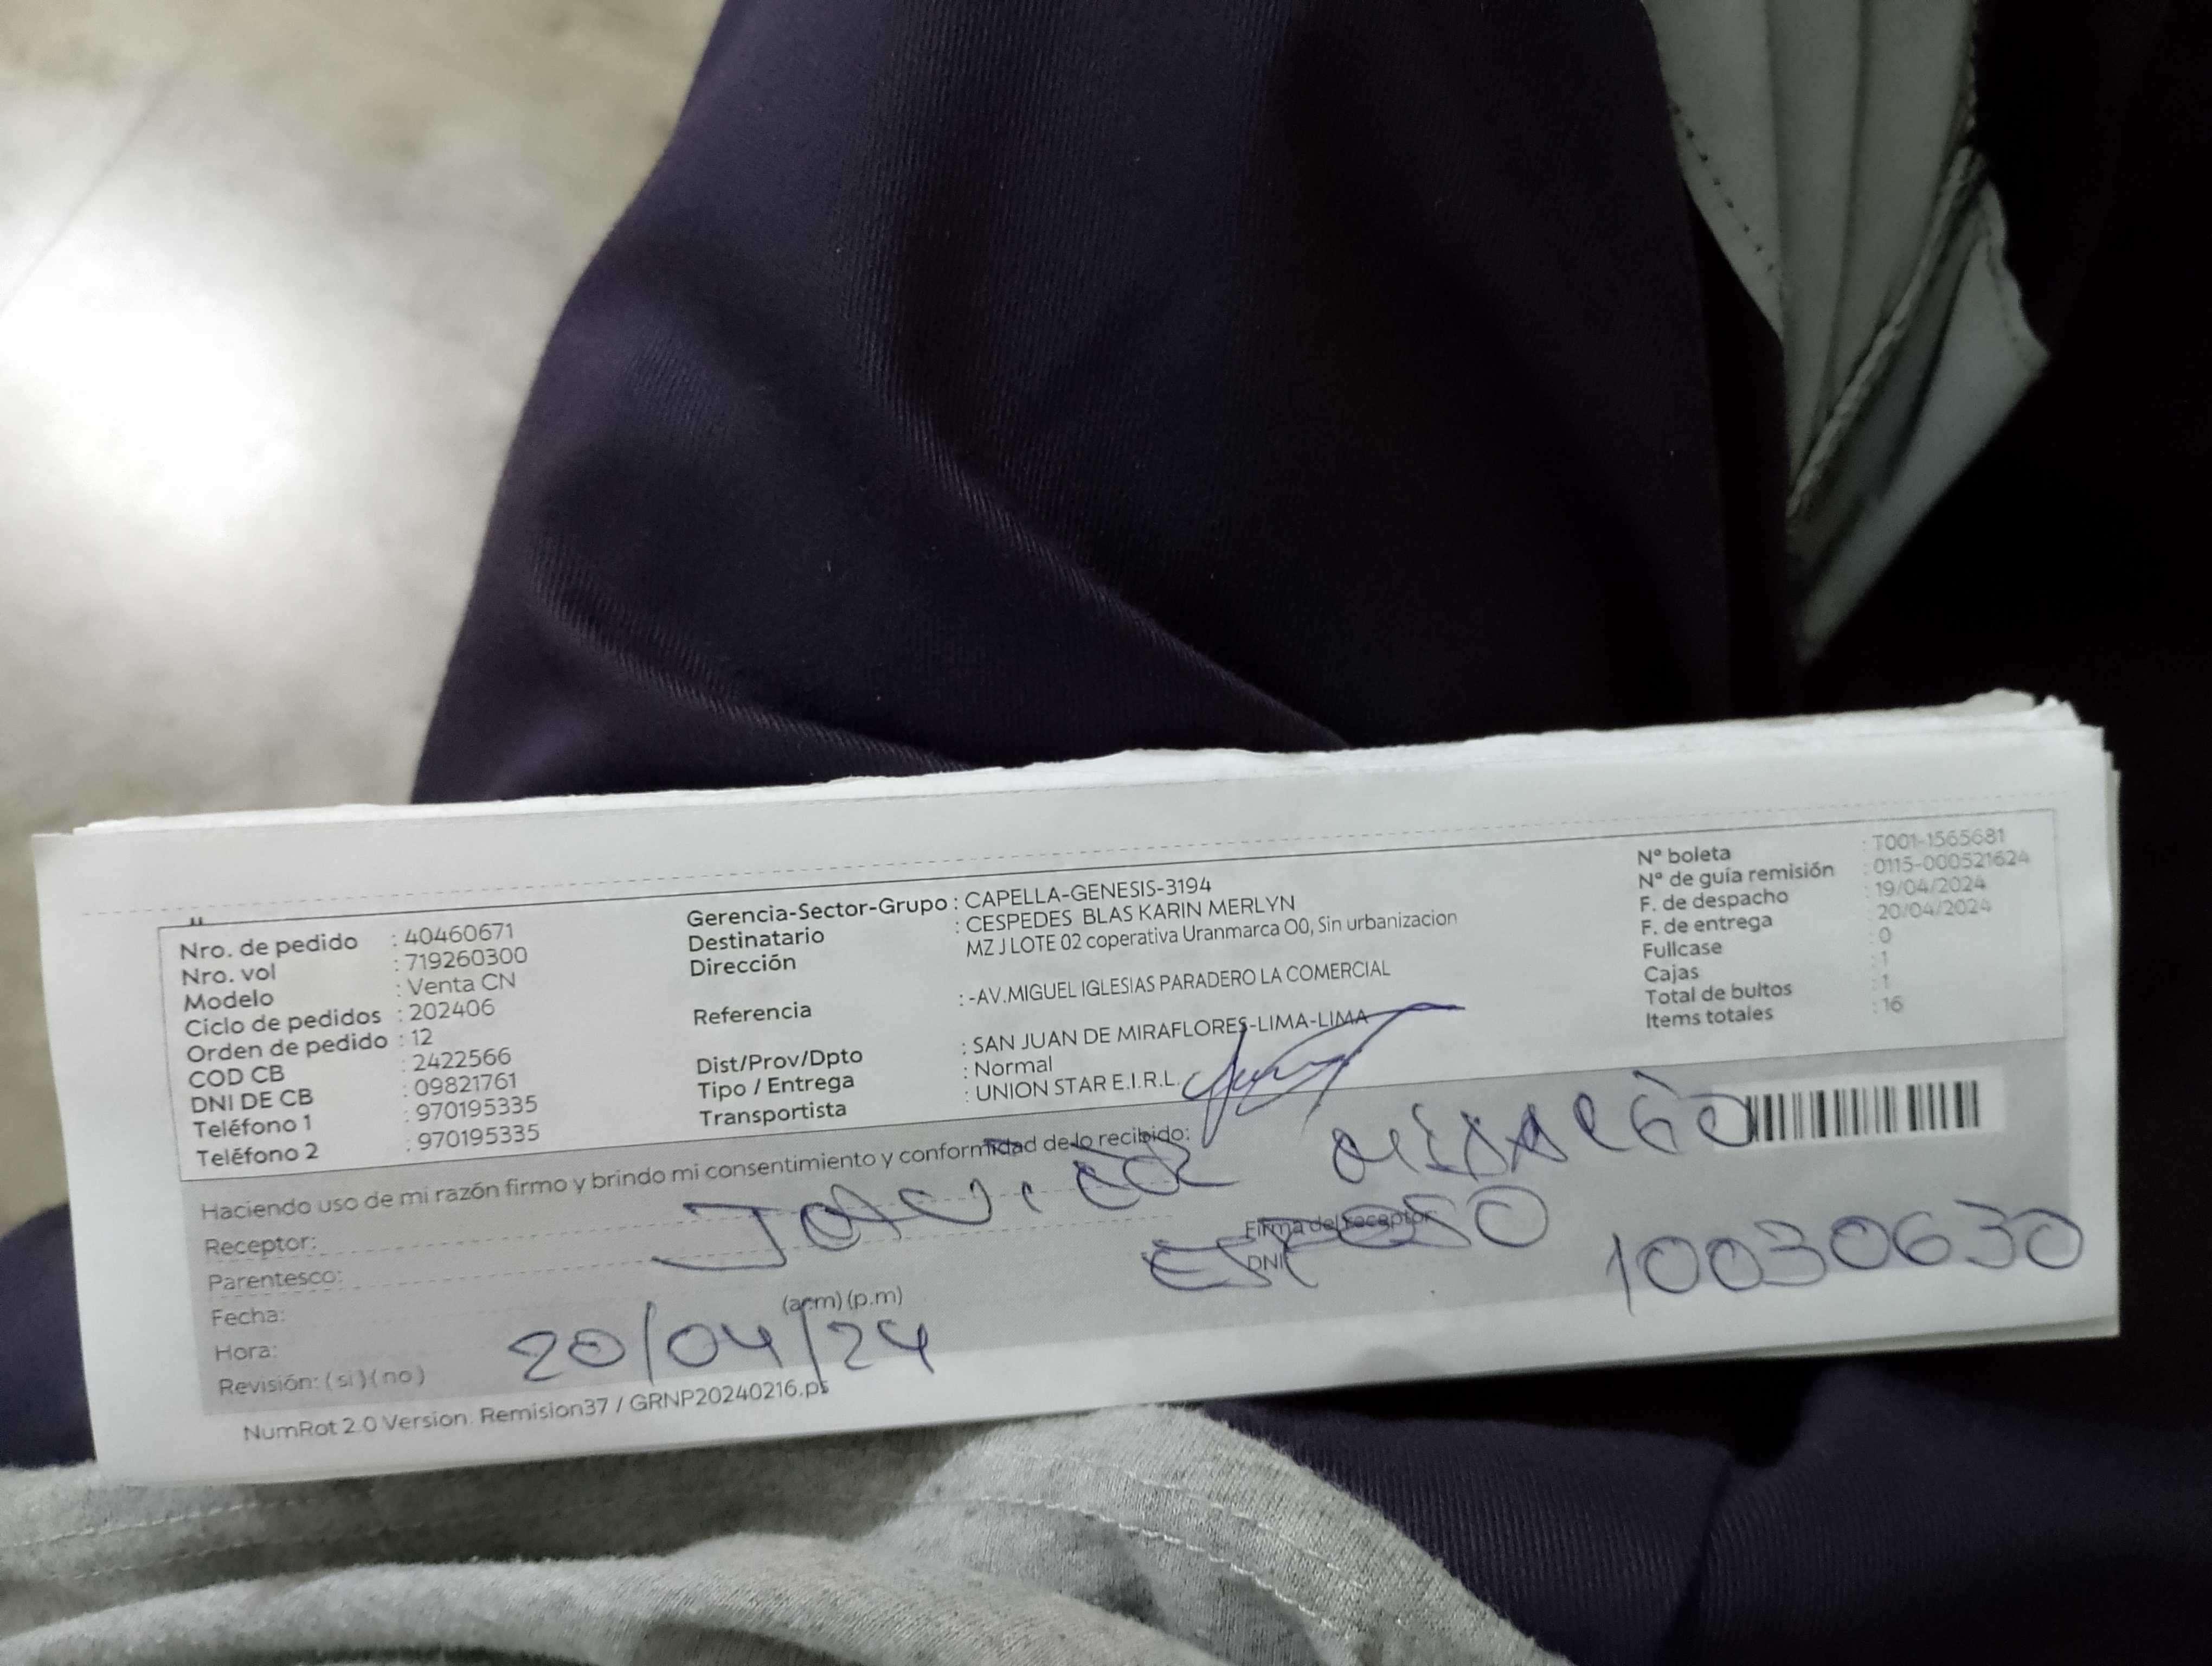 Nro. de pedido : 40460671
Nro. vol : 719260300
Modelo : Venta CN
Ciclo de pedidos : 202406
Orden de pedido : 12
COD CB : 2422566
DNI DE CB : 09821761
Teléfono 1 : 970195335
Teléfono 2 : 970195335
Gerencia-Sector-Grupo : CAPELLA-GENESIS-3194
Destinatario : CESPEDES BLAS KARIN MERLYN
Dirección MZ J LOTE 02 coperativa Uranmarca O0, Sin urbanizacion
Referencia : -AV.MIGUEL IGLESIAS PARADERO LA COMERCIAL
Dist/Prov/Dpto : SAN JUAN DE MIRAFLORES-LIMA-LIMA
Tipo / Entrega : Normal
Transportista : UNION STAR E.I.R.L.
N° boleta : T001-1565681
N° de guía remisión : 0115-000521624
F. de despacho : 19/04/2024
F. de entrega : 20/04/2024
Fullcase : 0
Cajas : 1
Total de bultos : 1
Items totales : 16
Haciendo uso de mi razón firmo y brindo mi consentimiento y conformidad de lo recibido:
Receptor:
Parentesco:
Firma del receptor
ESPOSO
DNI
10030630
Fecha:
20/04/24
Hora: (a.m) (p.m)
Revisión: (si) (no)
NumRot 2.0 Version. Remision37 / GRNP20240216.ps